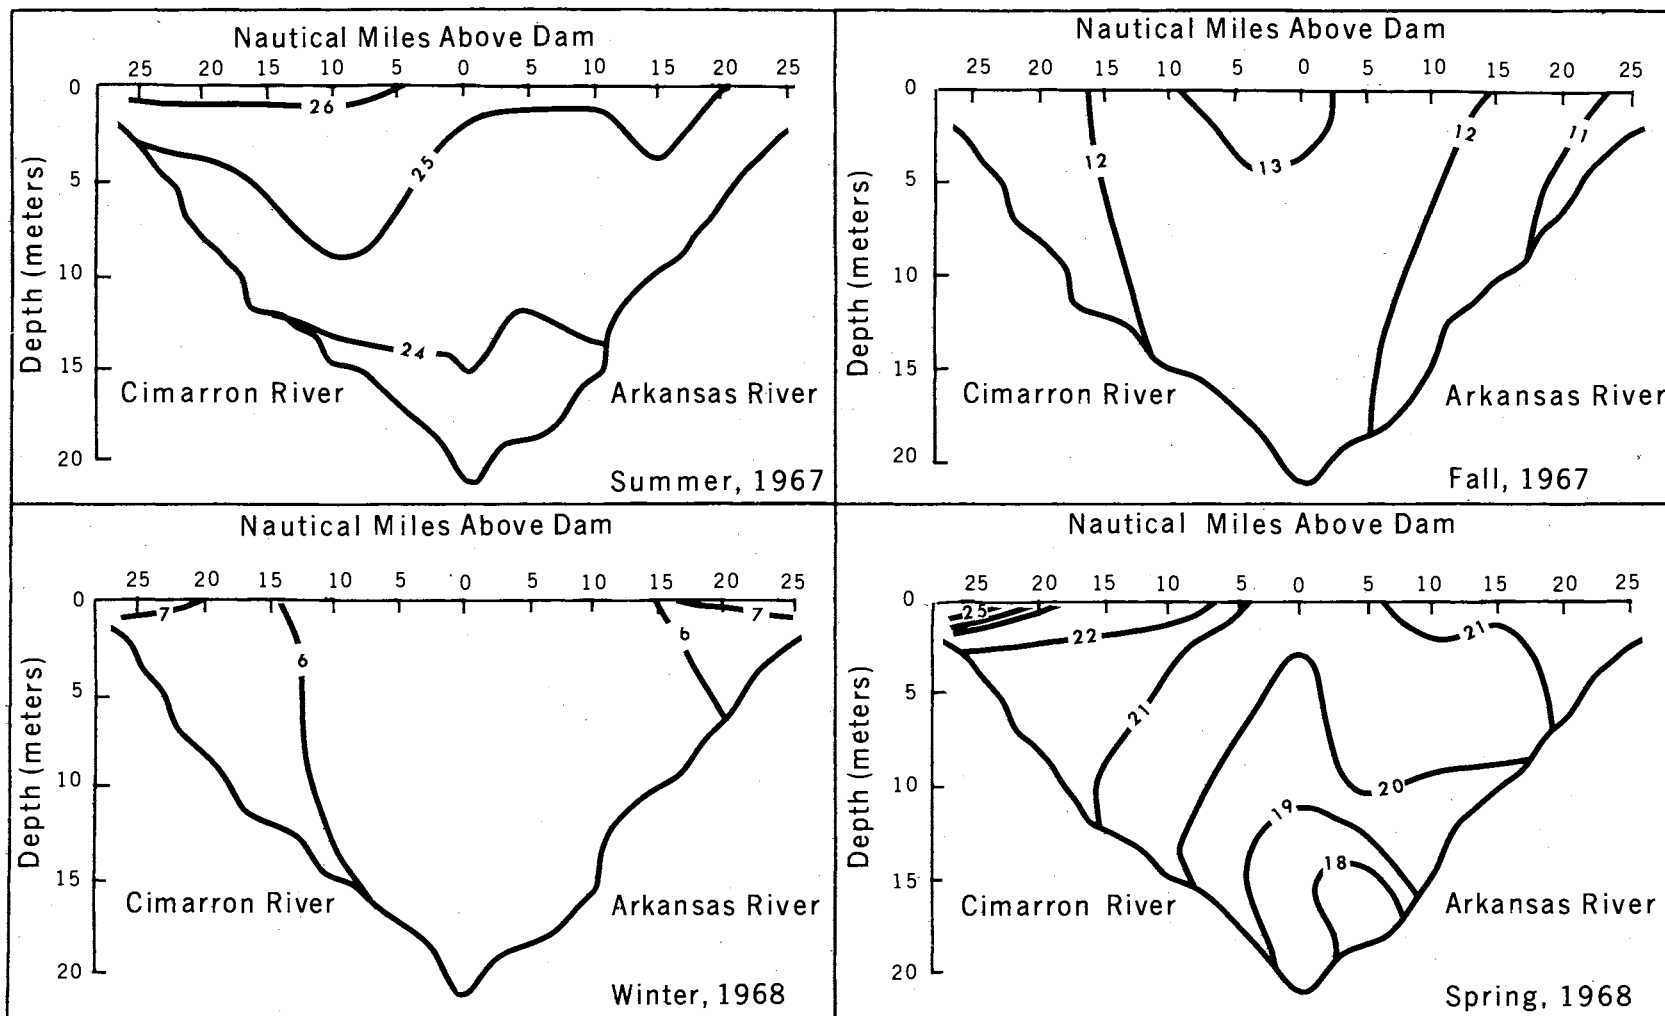 Nautical Miles Above Dam
25 20 15 10 5 0 5 10 15 20 25
0
5
10
15
20
Depth (meters)
26
25
24
Cimarron River
Arkansas River
Summer, 1967
Nautical Miles Above Dam
25 20 15 10 5 0 5 10 15 20 25
0
5
10
15
20
Depth (meters)
12
13
12
11
Cimarron River
Arkansas River
Fall, 1967
Nautical Miles Above Dam
25 20 15 10 5 0 5 10 15 20 25
0
5
10
15
20
Depth (meters)
7
6
6
7
Cimarron River
Arkansas River
Winter, 1968
Nautical Miles Above Dam
25 20 15 10 5 0 5 10 15 20 25
0
5
10
15
20
Depth (meters)
25
22
21
21
20
19
18
Cimarron River
Arkansas River
Spring, 1968